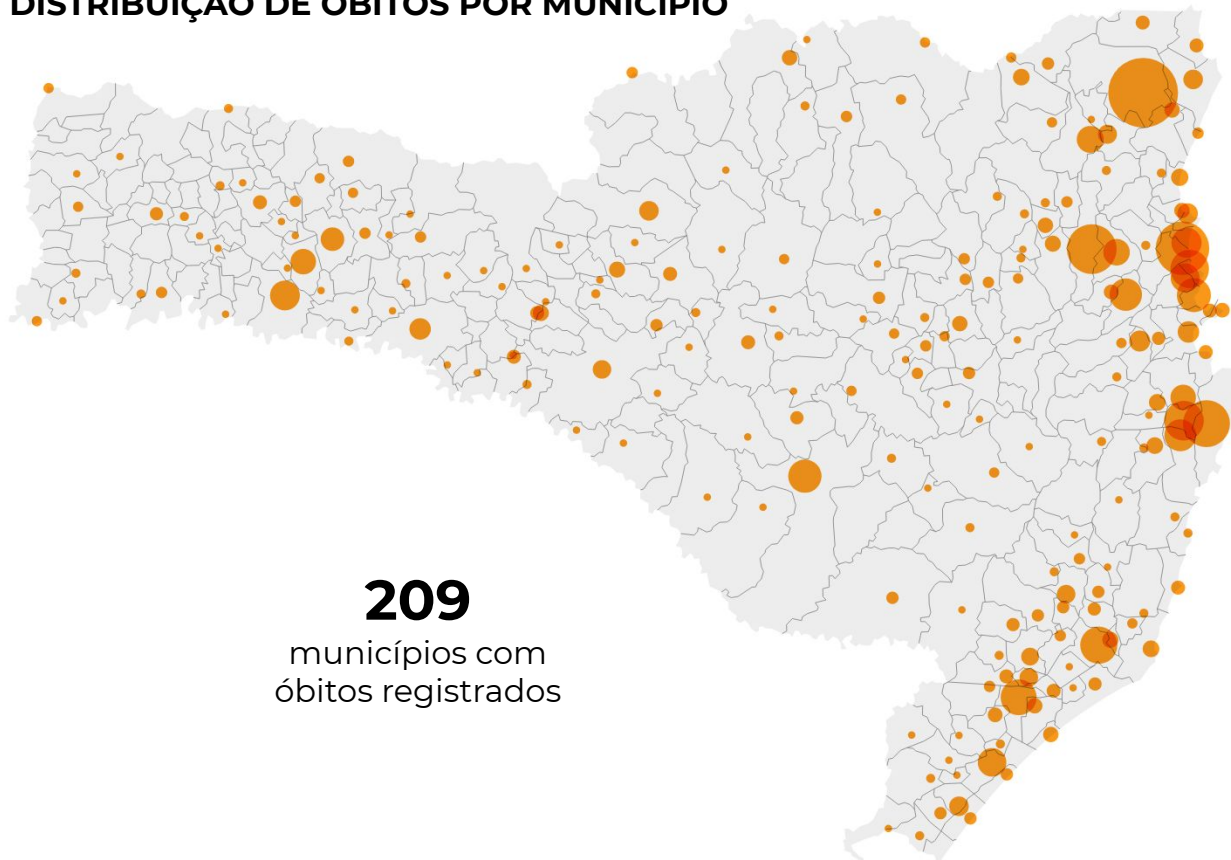 DISTRIBUIÇÃO DE ÓBITOS POR MUNICÍPIO
209
municípios com
óbitos registrados